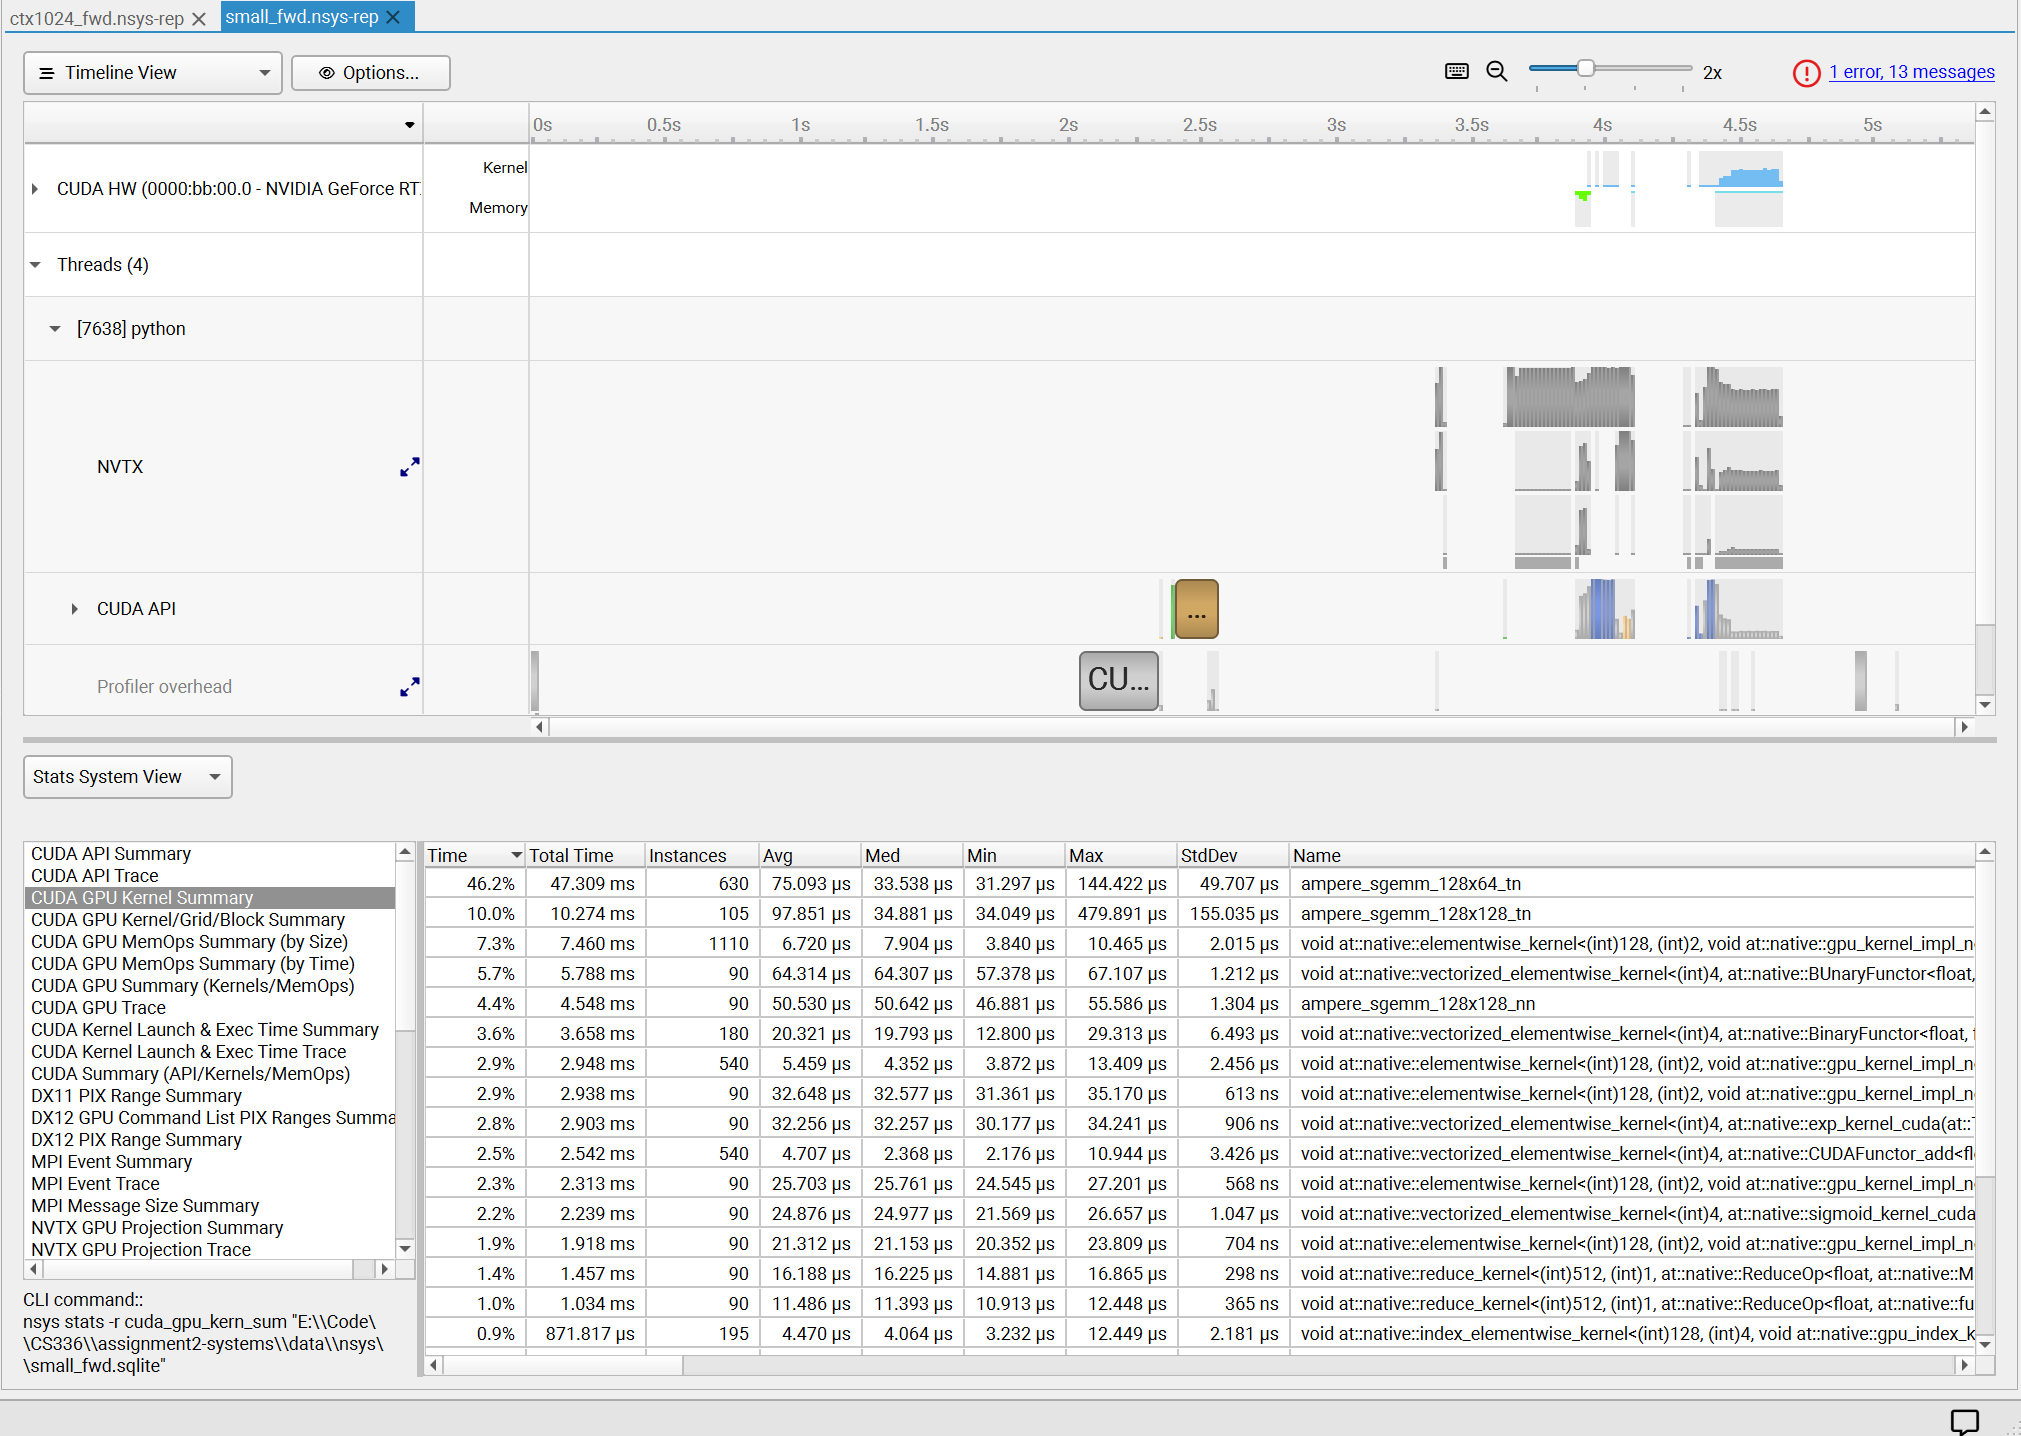 ctx1024_fwd.nsys-rep
small_fwd.nsys-rep
Timeline View
Options...
2x
1 error, 13 messages
0s 0.5s 1s 1.5s 2s 2.5s 3s 3.5s 4s 4.5s 5s
CUDA HW (0000:bb:00.0 - NVIDIA GeForce RT
Kernel
Memory
Threads (4)
[7638] python
NVTX
CUDA API
...
Profiler overhead
CU...
Stats System View
CUDA API Summary
CUDA API Trace
CUDA GPU Kernel Summary
CUDA GPU Kernel/Grid/Block Summary
CUDA GPU MemOps Summary (by Size)
CUDA GPU MemOps Summary (by Time)
CUDA GPU Summary (Kernels/MemOps)
CUDA GPU Trace
CUDA Kernel Launch & Exec Time Summary
CUDA Kernel Launch & Exec Time Trace
CUDA Summary (API/Kernels/MemOps)
DX11 PIX Range Summary
DX12 GPU Command List PIX Ranges Summa
DX12 PIX Range Summary
MPI Event Summary
MPI Event Trace
MPI Message Size Summary
NVTX GPU Projection Summary
NVTX GPU Projection Trace
CLI command::
nsys stats -r cuda_gpu_kern_sum "E:\\Code\
\CS336\\assignment2-systems\\data\\nsys\
\small_fwd.sqlite"
Time Total Time Instances Avg Med Min Max StdDev Name
46.2% 47.309 ms 630 75.093 μs 33.538 μs 31.297 μs 144.422 μs 49.707 μs ampere_sgemm_128x64_tn
10.0% 10.274 ms 105 97.851 μs 34.881 μs 34.049 μs 479.891 μs 155.035 μs ampere_sgemm_128x128_tn
7.3% 7.460 ms 1110 6.720 μs 7.904 μs 3.840 μs 10.465 μs 2.015 μs void at::native::elementwise_kernel<(int)128, (int)2, void at::native::gpu_kernel_impl_n
5.7% 5.788 ms 90 64.314 μs 64.307 μs 57.378 μs 67.107 μs 1.212 μs void at::native::vectorized_elementwise_kernel<(int)4, at::native::BUnaryFunctor<float,
4.4% 4.548 ms 90 50.530 μs 50.642 μs 46.881 μs 55.586 μs 1.304 μs ampere_sgemm_128x128_nn
3.6% 3.658 ms 180 20.321 μs 19.793 μs 12.800 μs 29.313 μs 6.493 μs void at::native::vectorized_elementwise_kernel<(int)4, at::native::BinaryFunctor<float, f
2.9% 2.948 ms 540 5.459 μs 4.352 μs 3.872 μs 13.409 μs 2.456 μs void at::native::elementwise_kernel<(int)128, (int)2, void at::native::gpu_kernel_impl_n
2.9% 2.938 ms 90 32.648 μs 32.577 μs 31.361 μs 35.170 μs 613 ns void at::native::elementwise_kernel<(int)128, (int)2, void at::native::gpu_kernel_impl_n
2.8% 2.903 ms 90 32.256 μs 32.257 μs 30.177 μs 34.241 μs 906 ns void at::native::vectorized_elementwise_kernel<(int)4, at::native::exp_kernel_cuda(at::T
2.5% 2.542 ms 540 4.707 μs 2.368 μs 2.176 μs 10.944 μs 3.426 μs void at::native::vectorized_elementwise_kernel<(int)4, at::native::CUDAFunctor_add<fl
2.3% 2.313 ms 90 25.703 μs 25.761 μs 24.545 μs 27.201 μs 568 ns void at::native::elementwise_kernel<(int)128, (int)2, void at::native::gpu_kernel_impl_n
2.2% 2.239 ms 90 24.876 μs 24.977 μs 21.569 μs 26.657 μs 1.047 μs void at::native::vectorized_elementwise_kernel<(int)4, at::native::sigmoid_kernel_cuda
1.9% 1.918 ms 90 21.312 μs 21.153 μs 20.352 μs 23.809 μs 704 ns void at::native::elementwise_kernel<(int)128, (int)2, void at::native::gpu_kernel_impl_n
1.4% 1.457 ms 90 16.188 μs 16.225 μs 14.881 μs 16.865 μs 298 ns void at::native::reduce_kernel<(int)512, (int)1, at::native::ReduceOp<float, at::native::M
1.0% 1.034 ms 90 11.486 μs 11.393 μs 10.913 μs 12.448 μs 365 ns void at::native::reduce_kernel<(int)512, (int)1, at::native::ReduceOp<float, at::native::fu
0.9% 871.817 μs 195 4.470 μs 4.064 μs 3.232 μs 12.449 μs 2.181 μs void at::native::index_elementwise_kernel<(int)128, (int)4, void at::native::gpu_index_k